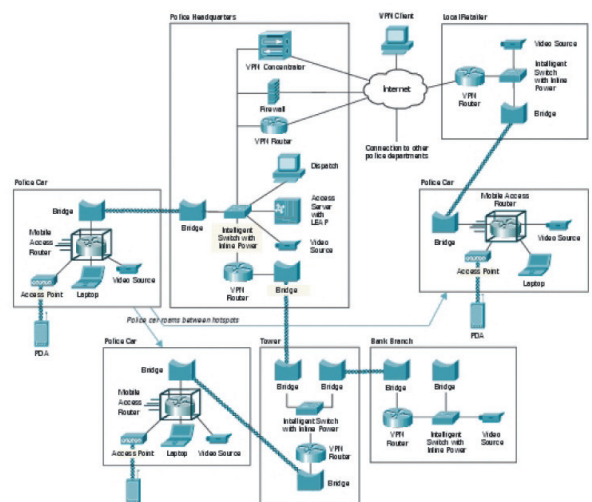 Police Headquarters
VPN Client
Local Retailer
VPN Concentrator
Firewall
VPN Router
Internet
Connection to other
police departments
Video Source
Intelligent
Switch with
Inline Power
VPN
Router
Bridge
Dispatch
Access
Server
with
LEAP
Bridge
Intelligent
Switch with
Inline Power
Video
Source
VPN
Router
Bridge
Police Car
Bridge
Mobile
Access
Router
Access Point
Laptop
Video Source
PDA
Police Car
Mobile Access
Router
Bridge
Video
Source
Access Point
Laptop
PDA
Police car roams between hotspots
Police Car
Bridge
Mobile
Access
Router
Access Point
Laptop
Video Source
Tower
Bridge
Bridge
Intelligent Switch
with Inline Power
VPN
Router
Bridge
Bank Branch
Bridge
Bridge
VPN
Router
Intelligent
Switch with
Inline Power
Video
Source